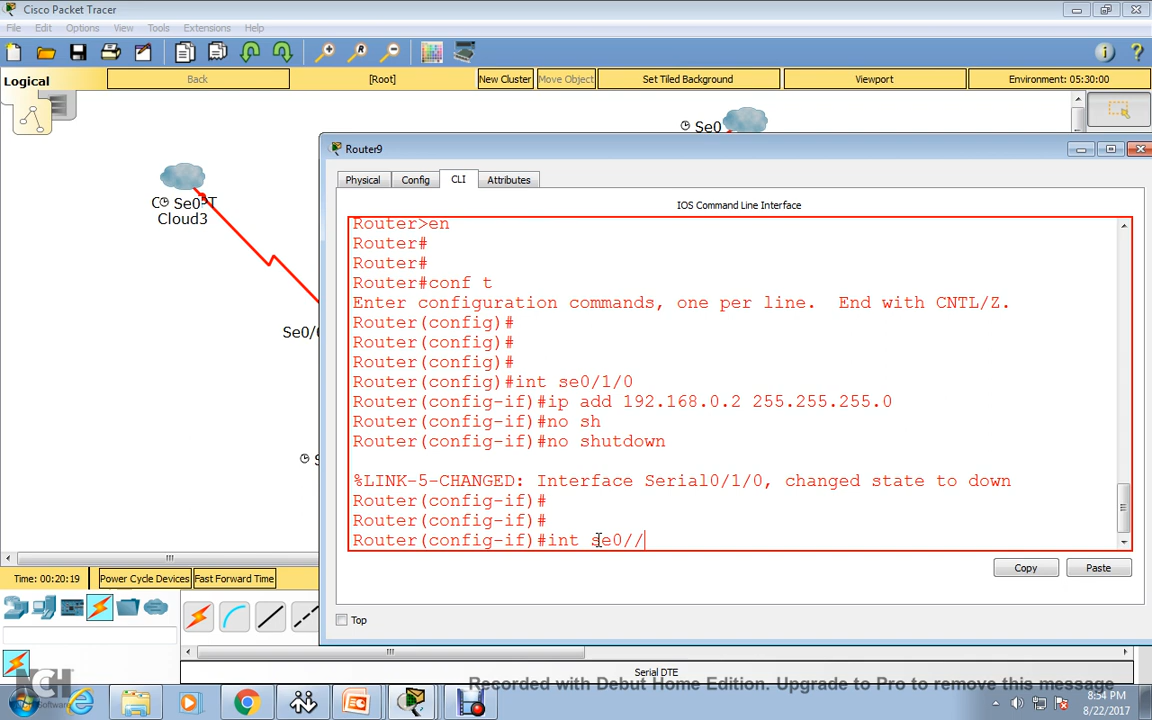 Cisco Packet Tracer
File Edit Options View Tools Extensions Help
Logical Back [Root] New Cluster Move Object Set Tiled Background Viewport Environment: 05:30:00
Se0
Router9
Physical Config CLI Attributes
IOS Command Line Interface
Se0
Cloud3
Router>en
Router#
Router#
Router#conf t
Enter configuration commands, one per line.  End with CNTL/Z.
Router(config)#
Router(config)#
Router(config)#
Router(config)#int se0/1/0
Router(config-if)#ip add 192.168.0.2 255.255.255.0
Router(config-if)#no sh
Router(config-if)#no shutdown
%LINK-5-CHANGED: Interface Serial0/1/0, changed state to down
Router(config-if)#
Router(config-if)#
Router(config-if)#int se0//
Copy Paste
Time: 00:20:19 Power Cycle Devices Fast Forward Time
Top
Serial DTE
NCH Software
Recorded with Debut Home Edition. Upgrade to Pro to remove this message
8:54 PM
8/22/2017